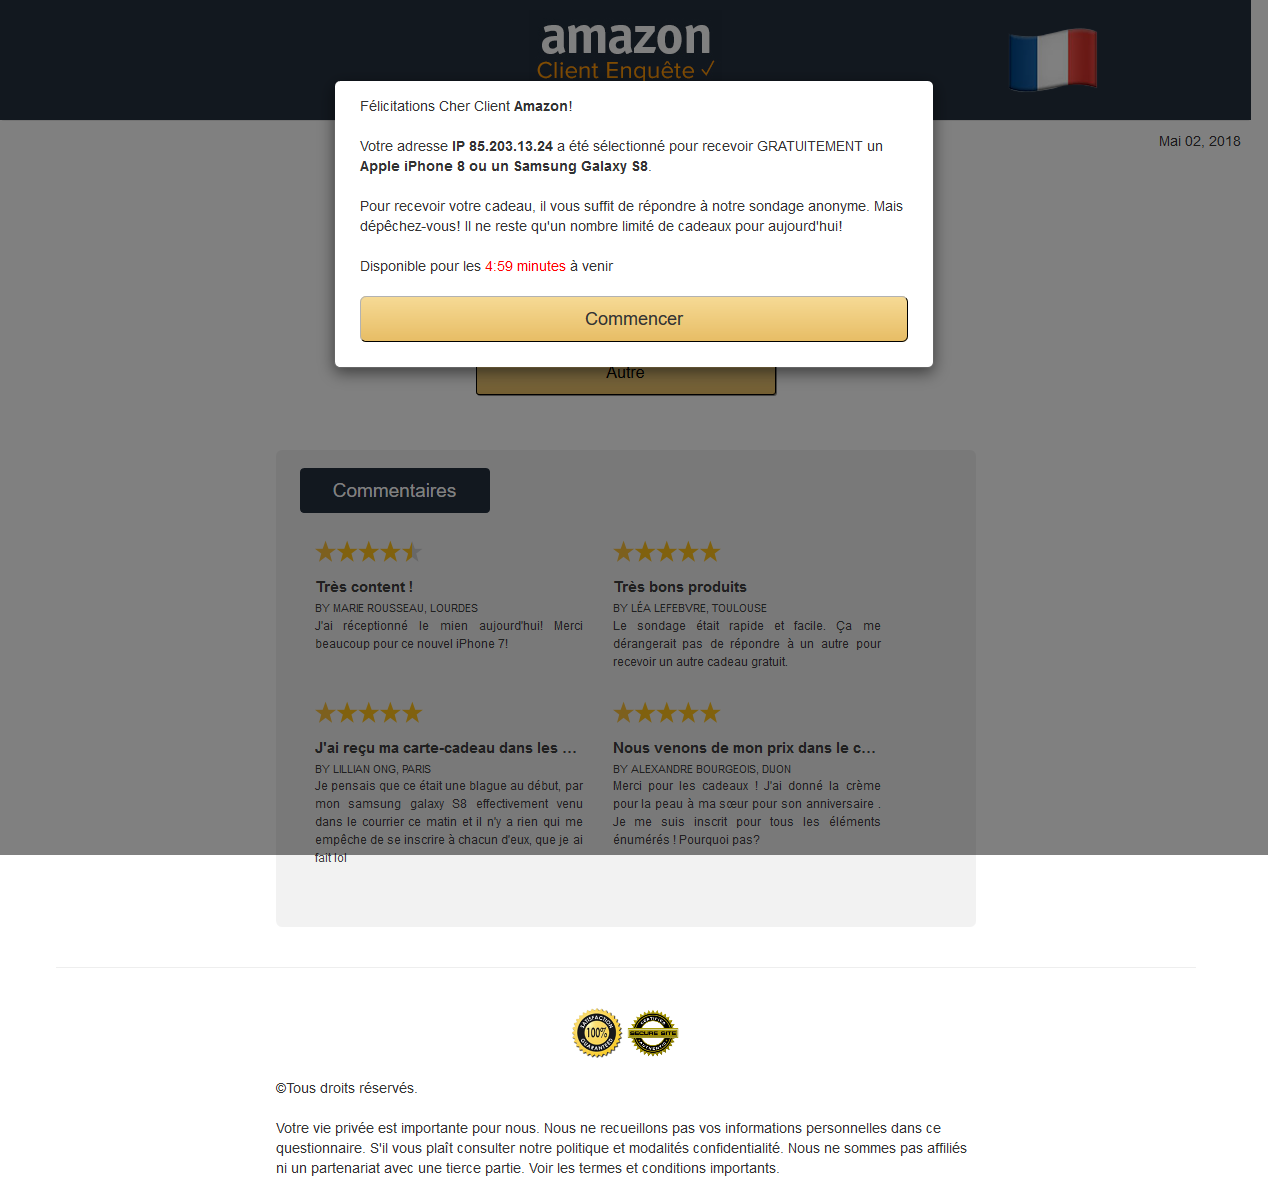 amazon
Client Enquête ✓
Félicitations Cher Client Amazon!
Votre adresse IP 85.203.13.24 a été sélectionné pour recevoir GRATUITEMENT un
Apple iPhone 8 ou un Samsung Galaxy S8.
Pour recevoir votre cadeau, il vous suffit de répondre à notre sondage anonyme. Mais
dépêchez-vous! Il ne reste qu'un nombre limité de cadeaux pour aujourd'hui!
Disponible pour les 4:59 minutes à venir
Commencer
Mai 02, 2018
Autre
Commentaires
Très content !
BY MARIE ROUSSEAU, LOURDES
J'ai réceptionné le mien aujourd'hui! Merci
beaucoup pour ce nouvel iPhone 7!
Très bons produits
BY LÉA LEFEBVRE, TOULOUSE
Le sondage était rapide et facile. Ça me
dérangerait pas de répondre à un autre pour
recevoir un autre cadeau gratuit.
J'ai reçu ma carte-cadeau dans les ...
BY LILLIAN ONG, PARIS
Je pensais que ce était une blague au début, par
mon samsung galaxy S8 effectivement venu
dans le courrier ce matin et il n'y a rien qui me
empêche de se inscrire à chacun d'eux, que je ai
fait lol
Nous venons de mon prix dans le c...
BY ALEXANDRE BOURGEOIS, DIJON
Merci pour les cadeaux ! J'ai donné la crème
pour la peau à ma sœur pour son anniversaire .
Je me suis inscrit pour tous les éléments
énumérés ! Pourquoi pas?
SATISFACTION
100%
GUARANTEED
SECURE SITE
©Tous droits réservés.
Votre vie privée est importante pour nous. Nous ne recueillons pas vos informations personnelles dans ce
questionnaire. S'il vous plaît consulter notre politique et modalités confidentialité. Nous ne sommes pas affiliés
ni un partenariat avec une tierce partie. Voir les termes et conditions importants.